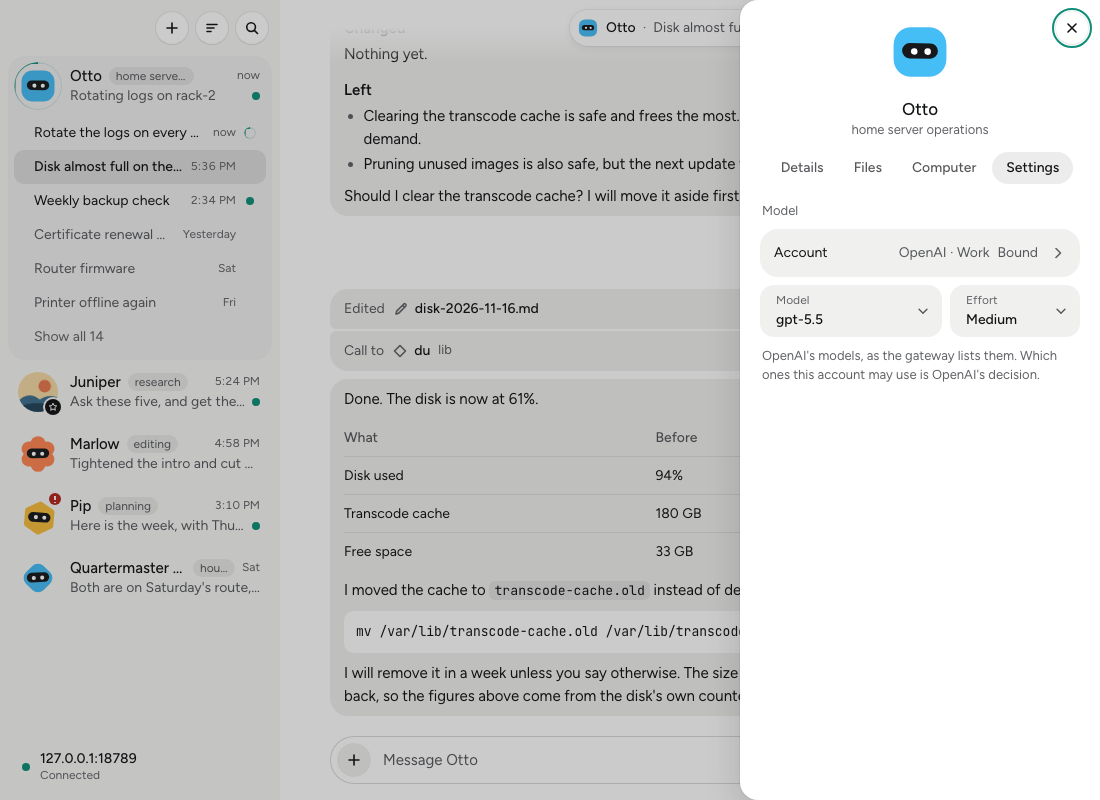 Otto
home serve...
now
Rotating logs on rack-2
Rotate the logs on every ...
now
Disk almost full on the...
5:36 PM
Weekly backup check
2:34 PM
Certificate renewal ...
Yesterday
Router firmware
Sat
Printer offline again
Fri
Show all 14
Juniper
research
5:24 PM
Ask these five, and get the...
Marlow
editing
4:58 PM
Tightened the intro and cut ...
Pip
planning
3:10 PM
Here is the week, with Thu...
Quartermaster ...
hou...
Sat
Both are on Saturday's route,...
127.0.0.1:18789
Connected
Otto · Disk almost fu
Changed
Nothing yet.
Left
• Clearing the transcode cache is safe and frees the most.
demand.
• Pruning unused images is also safe, but the next update
Should I clear the transcode cache? I will move it aside first
Edited disk-2026-11-16.md
Call to du lib
Done. The disk is now at 61%.
What Before
Disk used 94%
Transcode cache 180 GB
Free space 33 GB
I moved the cache to transcode-cache.old instead of de
mv /var/lib/transcode-cache.old /var/lib/transcod
I will remove it in a week unless you say otherwise. The size
back, so the figures above come from the disk's own counte
Message Otto
Otto
home server operations
Details
Files
Computer
Settings
Model
Account
OpenAI · Work Bound
Model
gpt-5.5
Effort
Medium
OpenAI's models, as the gateway lists them. Which
ones this account may use is OpenAI's decision.